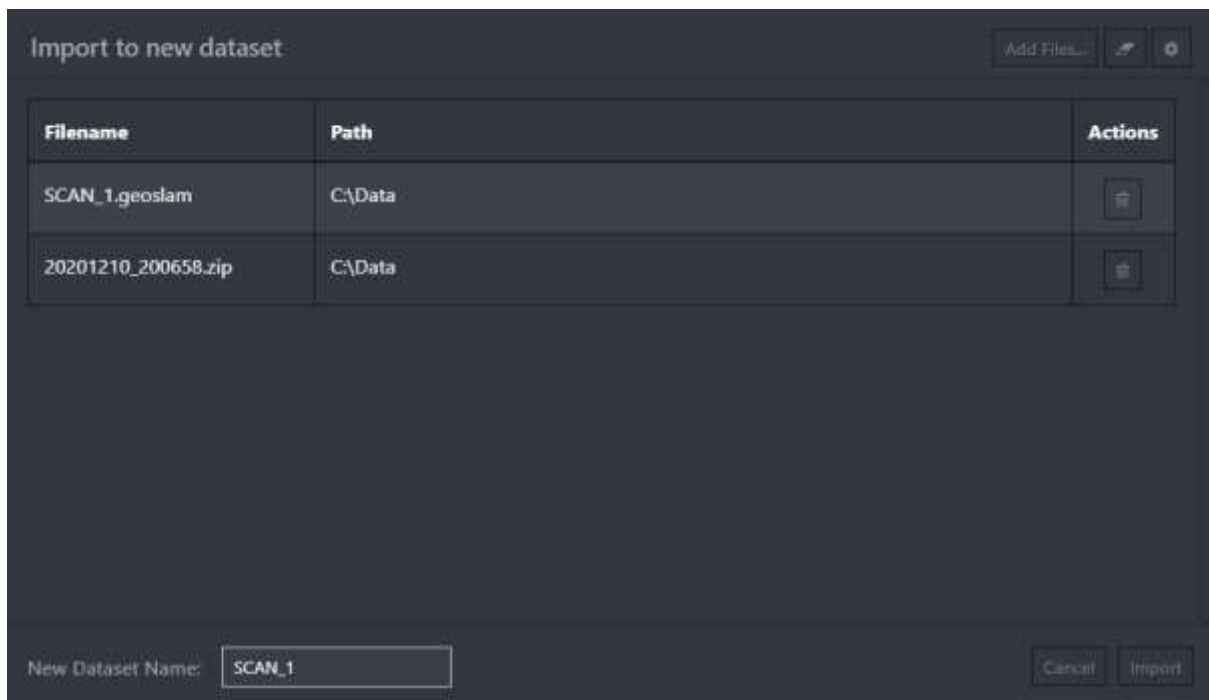 Import to new dataset
Add Files...
Filename Path Actions
SCAN_1.geoslam C:\Data
20201210_200658.zip C:\Data
New Dataset Name: SCAN_1
Cancel Import